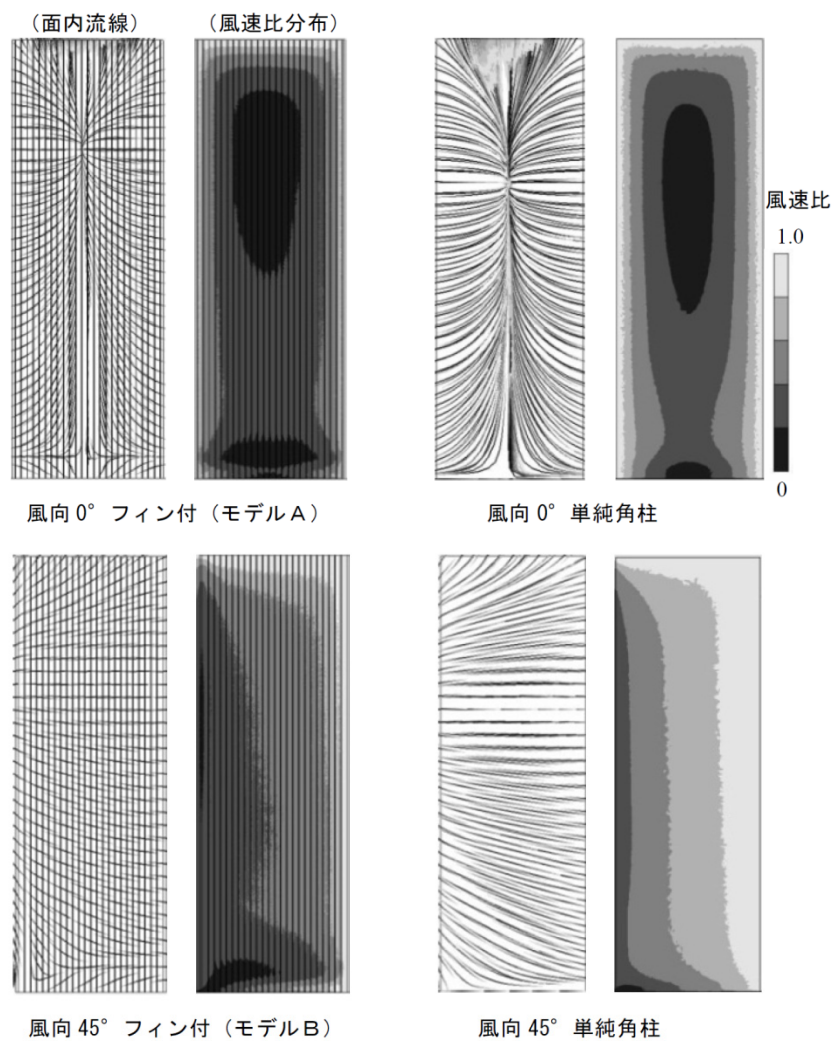 （面内流線）
（風速比分布）
風速比
1.0
0
風向 0° フィン付（モデルA）
風向 0° 単純角柱
風向 45° フィン付（モデルB）
風向 45° 単純角柱